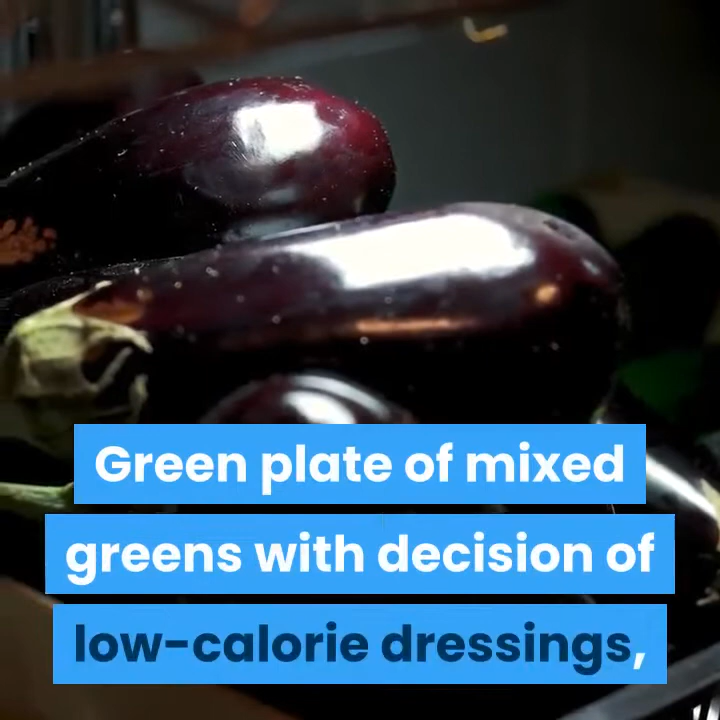 Green plate of mixed
greens with decision of
low-calorie dressings,